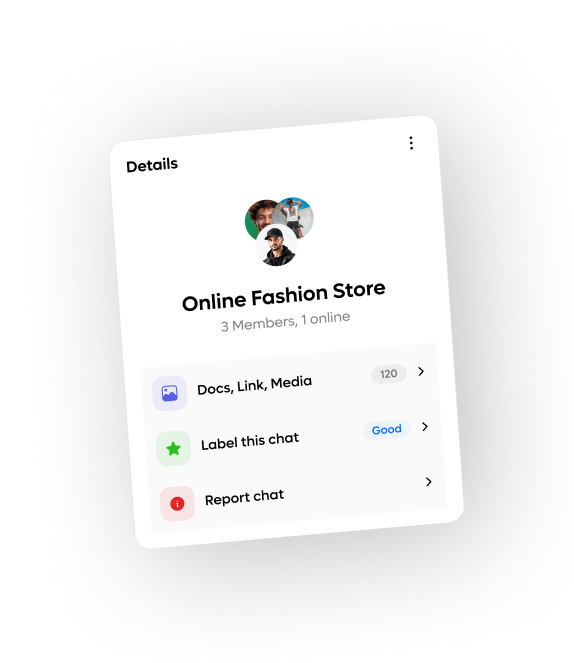 Details
Online Fashion Store
3 Members, 1 online
Docs, Link, Media
120
Label this chat
Good
Report chat